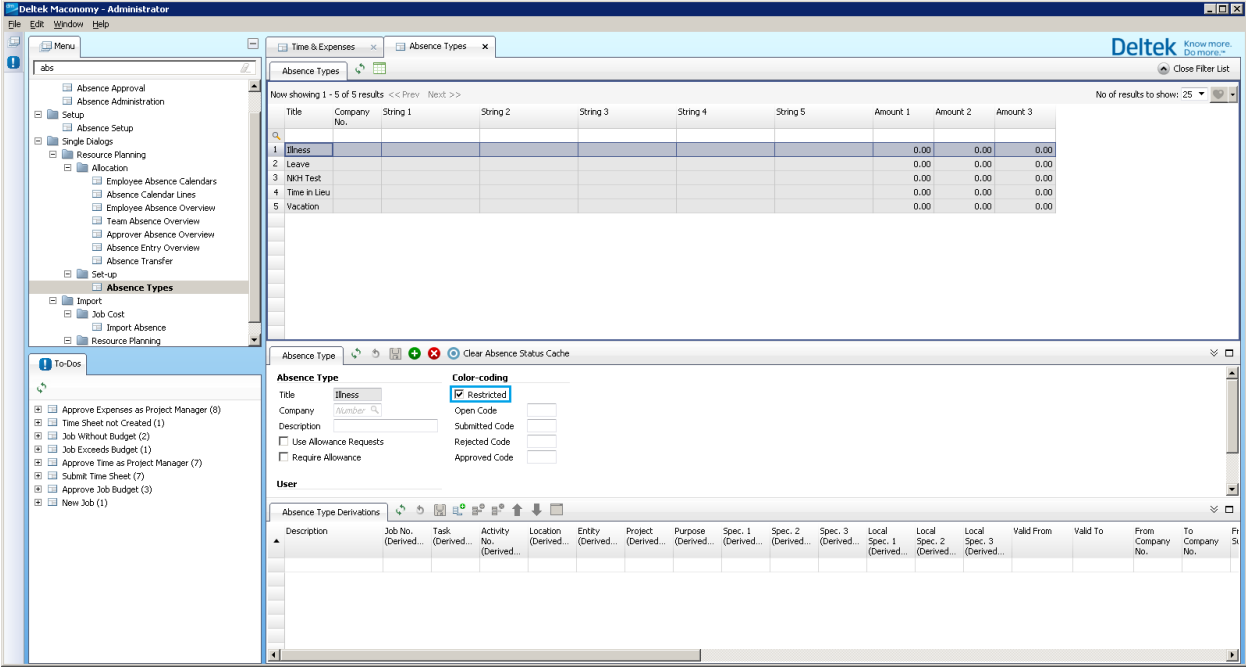 Deltek Maconomy - Administrator
File Edit Window Help
Menu
abs
Absence Approval
Absence Administration
Setup
Absence Setup
Single Dialogs
Resource Planning
Allocation
Employee Absence Calendars
Absence Calendar Lines
Employee Absence Overview
Team Absence Overview
Approver Absence Overview
Absence Entry Overview
Absence Transfer
Set-up
Absence Types
Import
Job Cost
Import Absence
Resource Planning
To-Dos
Approve Expenses as Project Manager (8)
Time Sheet not Created (1)
Job Without Budget (2)
Job Exceeds Budget (1)
Approve Time as Project Manager (7)
Submit Time Sheet (7)
Approve Job Budget (3)
New Job (1)
Time & Expenses Absence Types
Deltek Know more. Do more.™
Absence Types Close Filter List
Now showing 1 - 5 of 5 results << Prev Next >> No of results to show: 25
Title Company No. String 1 String 2 String 3 String 4 String 5 Amount 1 Amount 2 Amount 3
1 Illness 0.00 0.00 0.00
2 Leave 0.00 0.00 0.00
3 NKH Test 0.00 0.00 0.00
4 Time in Lieu 0.00 0.00 0.00
5 Vacation 0.00 0.00 0.00
Absence Type Clear Absence Status Cache
Absence Type Color-coding
Title Illness Restricted
Company Number Open Code
Description Submitted Code
Use Allowance Requests Rejected Code
Require Allowance Approved Code
User
Absence Type Derivations
Description Job No. Task Activity Location Entity Project Purpose Spec. 1 Spec. 2 Spec. 3 Local Local Local Valid From Valid To From To Fr
(Derived... (Derived... No. (Derived... (Derived... (Derived... (Derived... (Derived... (Derived... (Derived... Spec. 1 Spec. 2 Spec. 3 Company Company Su
(Derived... (Derived... (Derived... (Derived... No. No.